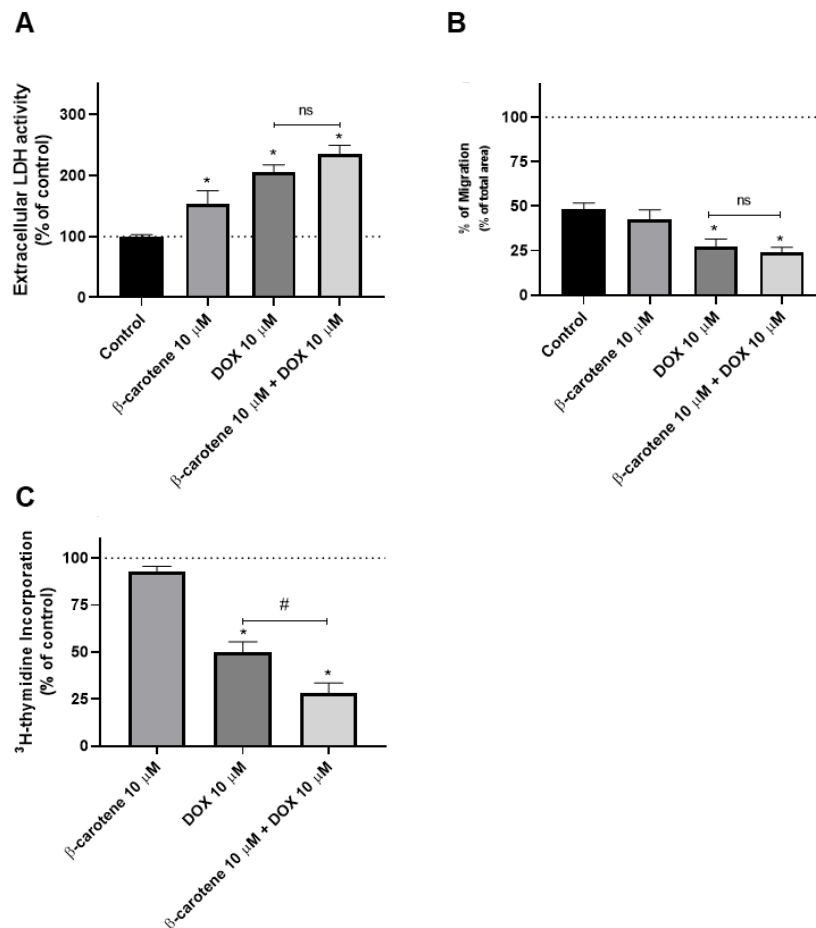 A
Extracellular LDH activity
(% of control)
300
200
100
0
*
*
ns
*
Control
β-carotene 10 μM
DOX 10 μM
β-carotene 10 μM + DOX 10 μM
B
% of Migration
(% of total area)
100
75
50
25
0
ns
*
*
Control
β-carotene 10 μM
DOX 10 μM
β-carotene 10 μM + DOX 10 μM
C
³H-thymidine Incorporation
(% of control)
100
75
50
25
0
#
*
*
β-carotene 10 μM
DOX 10 μM
β-carotene 10 μM + DOX 10 μM